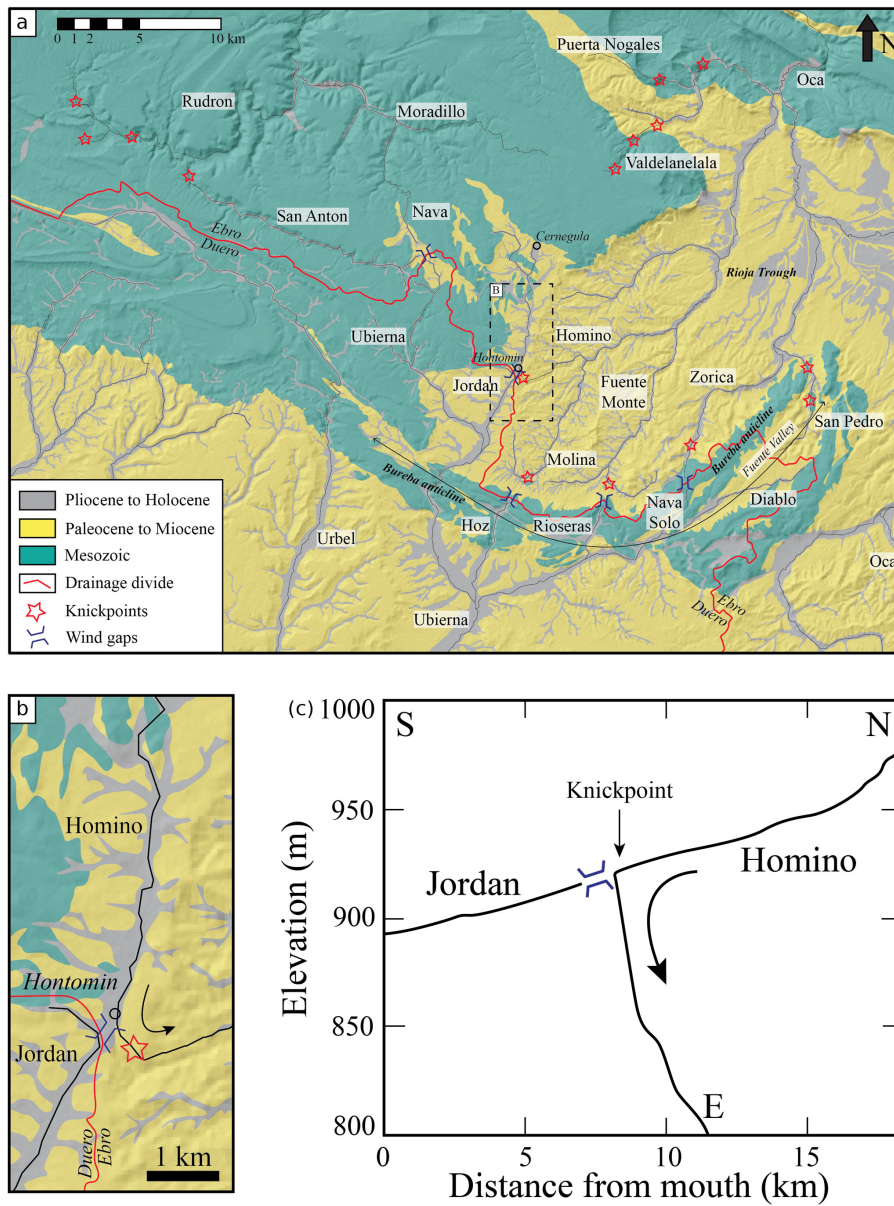 a
0 1 2 5 10 km
N
Puerta Nogales
Oca
Rudron
Moradillo
Valdelanelala
San Anton
Nava
Ebro
Duero
Cernegula
Rioja Trough
B
Ubierna
Homino
Hontomin
Jordan
Fuente
Monte
Zorica
San Pedro
Bureba anticline
Fuente Valley
Molina
Bureba anticline
Nava
Solo
Diablo
Hoz
Rioseras
Urbel
Oca
Ebro
Duero
Ubierna
Pliocene to Holocene
Paleocene to Miocene
Mesozoic
Drainage divide
Knickpoints
Wind gaps
b
Homino
Hontomin
Jordan
Duero
Ebro
1 km
(c)
1000
S
N
Knickpoint
950
Homino
Jordan
900
Elevation (m)
850
E
800
0 5 10 15
Distance from mouth (km)